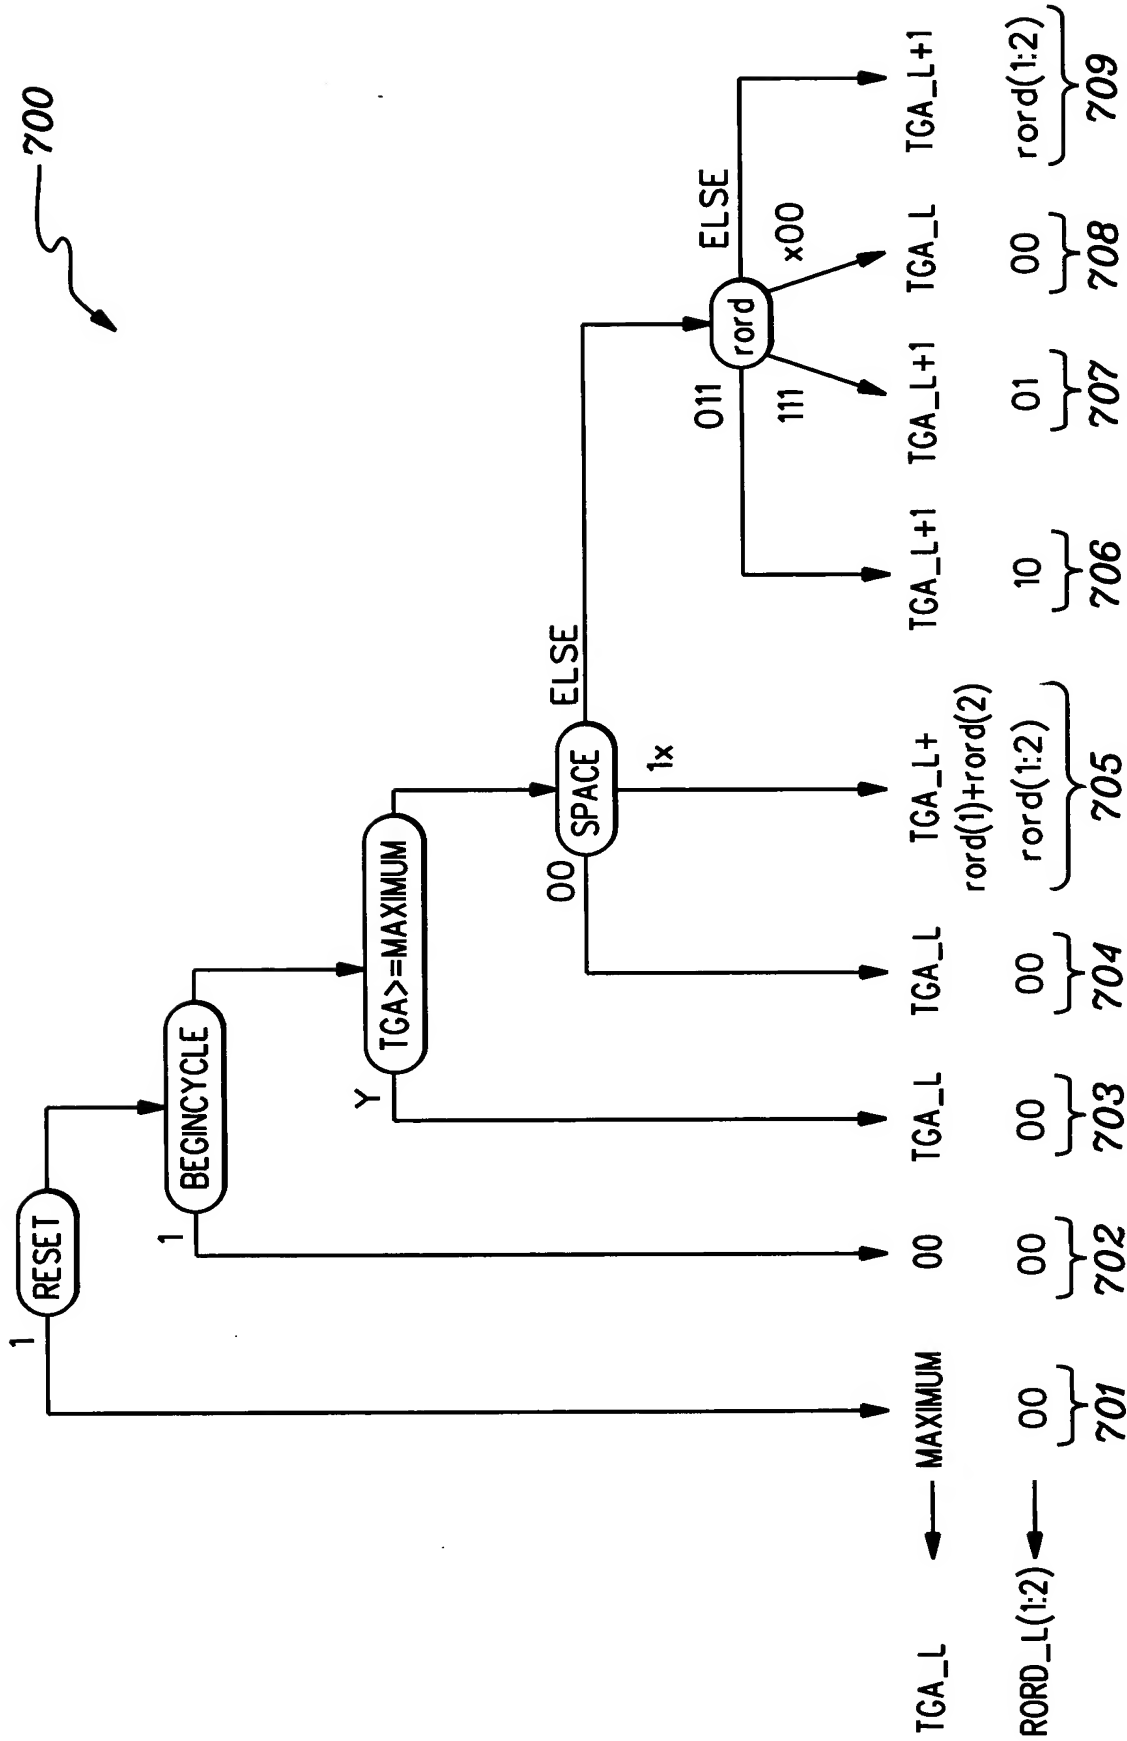 700
1
RESET
1
BEGINCYCLE
Y
TGA>=MAXIMUM
00
SPACE
ELSE
1x
011
rord
ELSE
111
x00
TGA_L
MAXIMUM
00
TGA_L
TGA_L
TGA_L+
rord(1)+rord(2)
TGA_L+1
TGA_L+1
TGA_L
TGA_L+1
RORD_L(1:2)
00
00
00
00
rord(1:2)
10
01
00
rord(1:2)
701
702
703
704
705
706
707
708
709